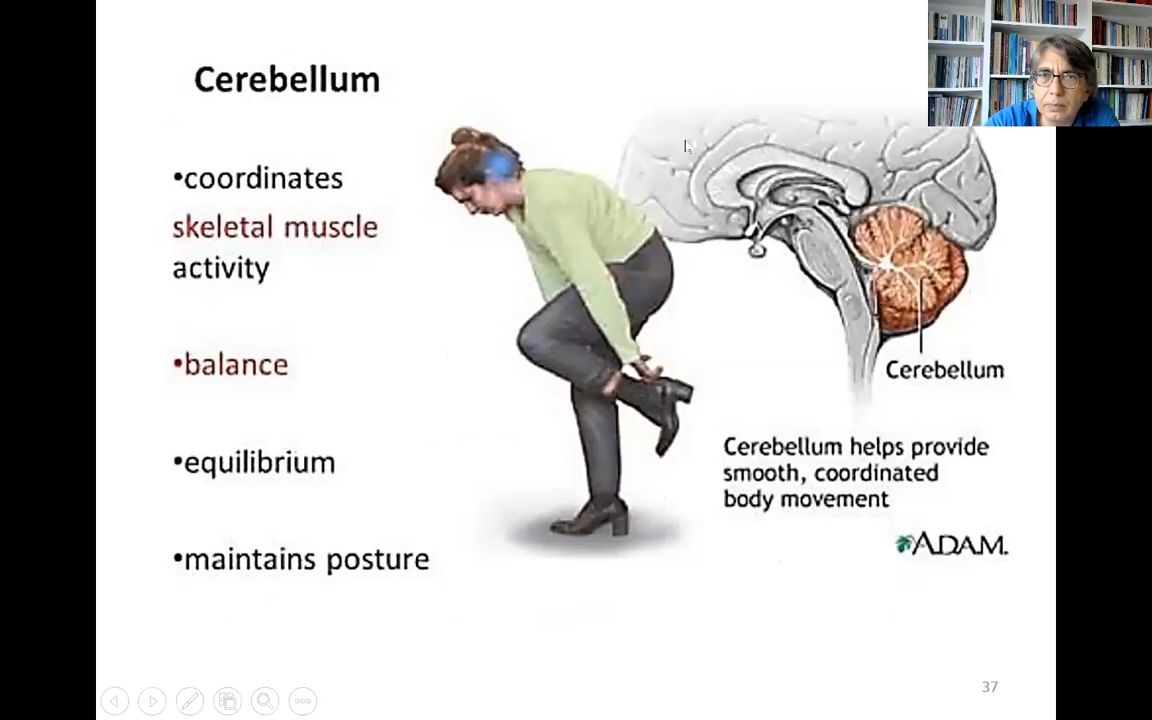 Cerebellum
•coordinates
skeletal muscle
activity
•balance
•equilibrium
•maintains posture
Cerebellum
Cerebellum helps provide
smooth, coordinated
body movement
ADAM.
37